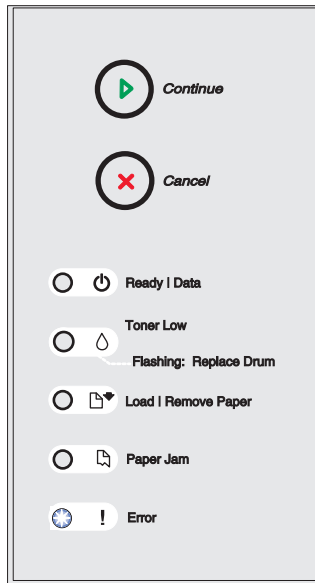 Continue
Cancel
Ready | Data
Toner Low
Flashing: Replace Drum
Load | Remove Paper
Paper Jam
! Error